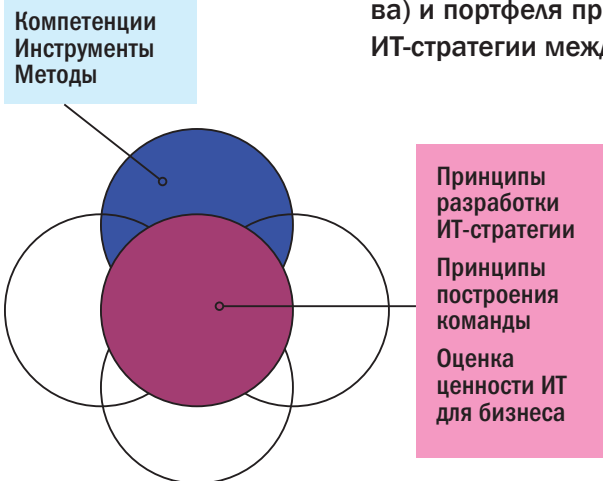 Компетенции
Инструменты
Методы
ва) и портфеля пр
ИТ-стратегии меж
Принципы
разработки
ИТ-стратегии
Принципы
построения
команды
Оценка
ценности ИТ
для бизнеса